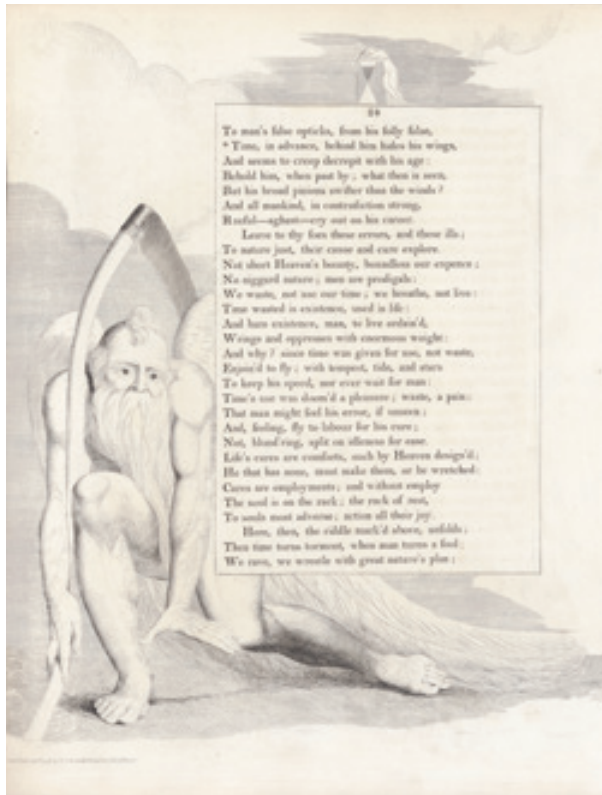 To man's false opticks, from his folly false,
* Time, in advance, behind him hides his wings,
And seems to creep decrepit with his age:
Behold him, when past by; what then is seen,
But his broad pinions swifter than the winds?
And all mankind, in contradiction strong,
Rueful—aghast—cry out on his career.
Leave to thy foes these errors, and these ills;
To nature just, their cause and cure explore.
Not short Heaven's bounty, boundless our expence;
No niggard nature; men are prodigals:
We waste, not use our time; we breathe, not live:
Time wasted is existence, used is life:
And bare existence, man, to live ordain'd,
Wrings and oppresses with enormous weight:
And why? since time was given for use, not waste,
Enjoin'd to fly; with tempest, tide, and stars
To keep his speed, nor ever wait for man:
Time's use was doom'd a pleasure; waste, a pain:
That man might feel his error, if unseen;
And, feeling, fly to labour for his cure;
Not, blund'ring, split on idleness for ease.
Life's cares are comforts, such by Heaven design'd;
He that has none, must make them, or be wretched:
Cares are employments; and without employ
The soul is on the rack; the rack of rest,
To souls most adverse; action all their joy.
Here, then, the riddle mark'd above, unfolds;
Then time turns torment, when man turns a fool:
We rave, we wrestle with great nature's plan;